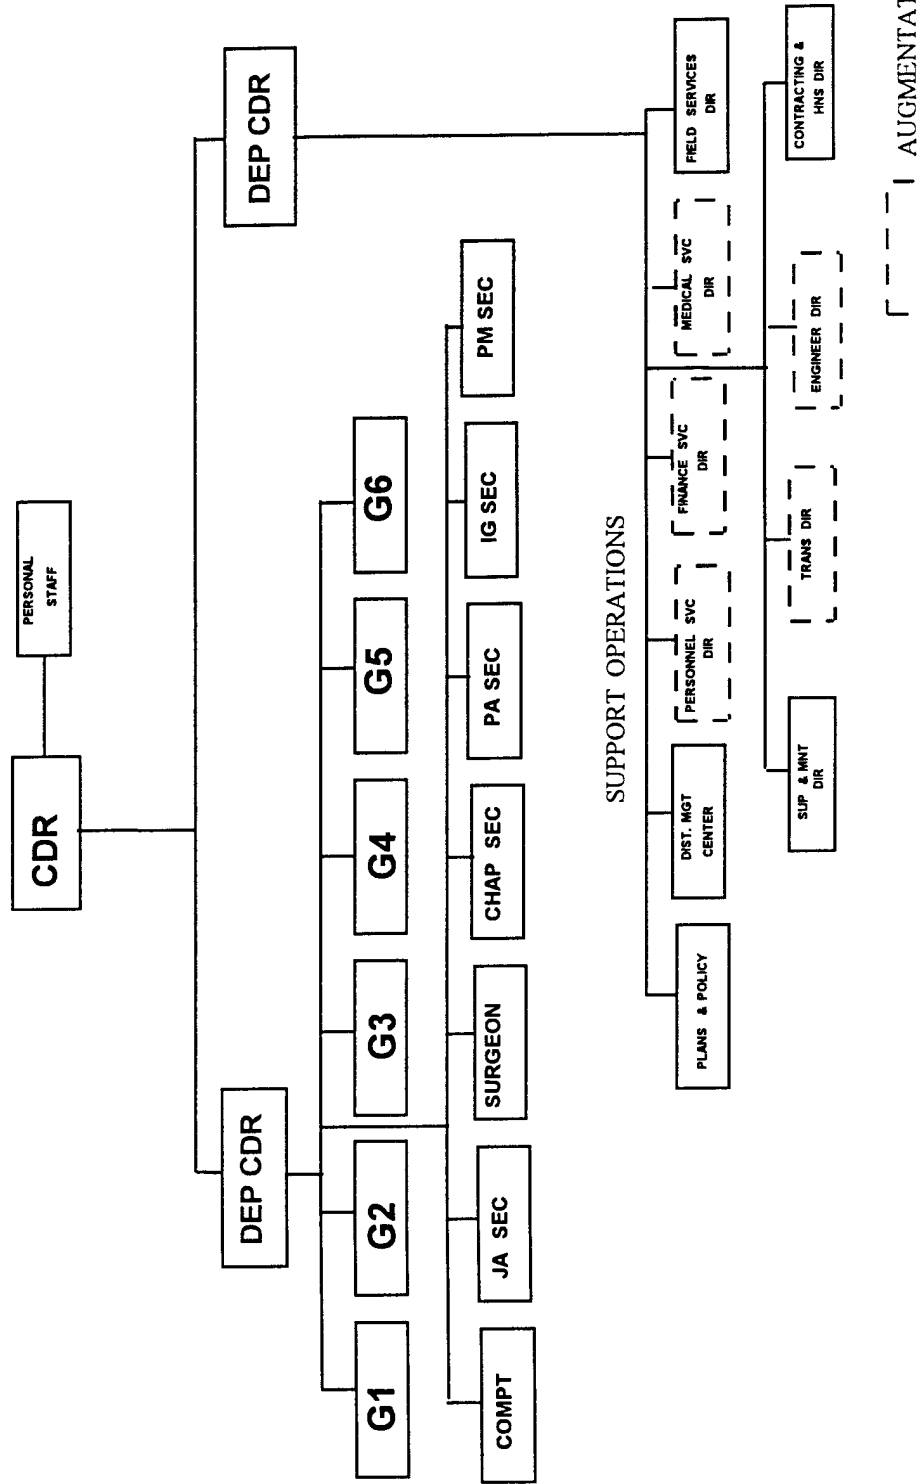 CDR
PERSONAL
STAFF
DEP CDR
DEP CDR
G1
G2
G3
G4
G5
G6
COMPT
JA SEC
SURGEON
CHAP SEC
PA SEC
IG SEC
PM SEC
SUPPORT OPERATIONS
PLANS & POLICY
DIST. MGT
CENTER
PERSONNEL SVC
DIR
FINANCE SVC
DIR
MEDICAL SVC
DIR
FIELD SERVICES
DIR
SUP & MNT
DIR
TRANS DIR
ENGINEER DIR
CONTRACTING &
HNS DIR